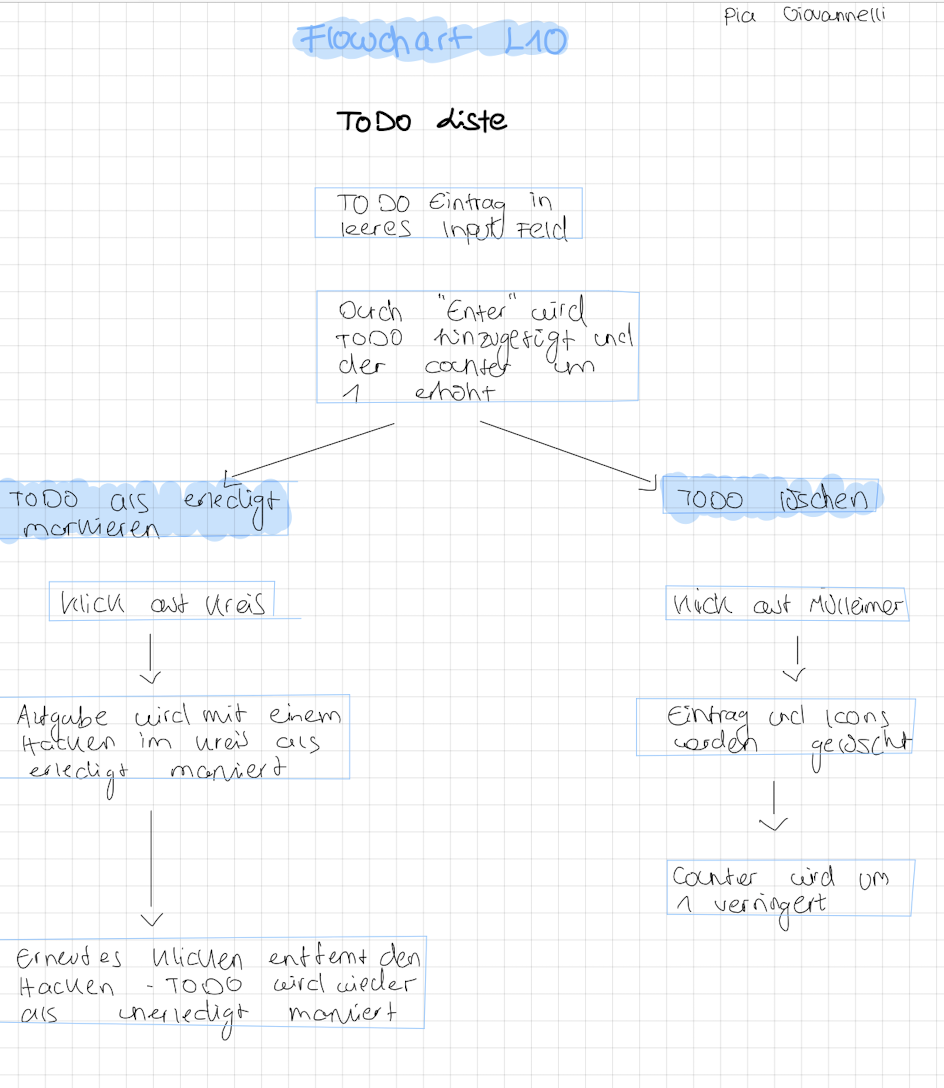 Pia Giovannelli
Flowchart L10
TODO Liste
TO DO Eintrag in
leeres Input Feld
Durch "Enter" wird
TODO hinzugefügt und
der counter um
1 erhöht
TODO als erledigt
markieren
TODO löschen
Klick auf Kreis
Klick auf Mülleimer
Aufgabe wird mit einem
Hacken im Kreis als
erledigt markiert
Eintrag und Icons
werden gelöscht
Counter wird um
1 verringert
Erneutes Klicken entfernt den
Hacken - TODO wird wieder
als unerledigt markiert